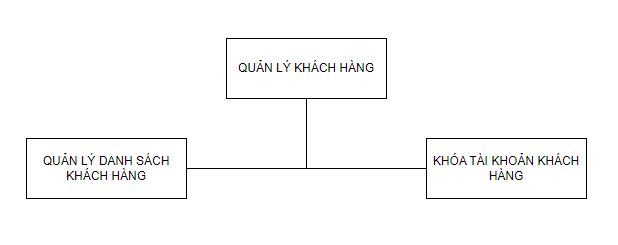 QUẢN LÝ KHÁCH HÀNG
QUẢN LÝ DANH SÁCH
KHÁCH HÀNG
KHÓA TÀI KHOẢN KHÁCH
HÀNG